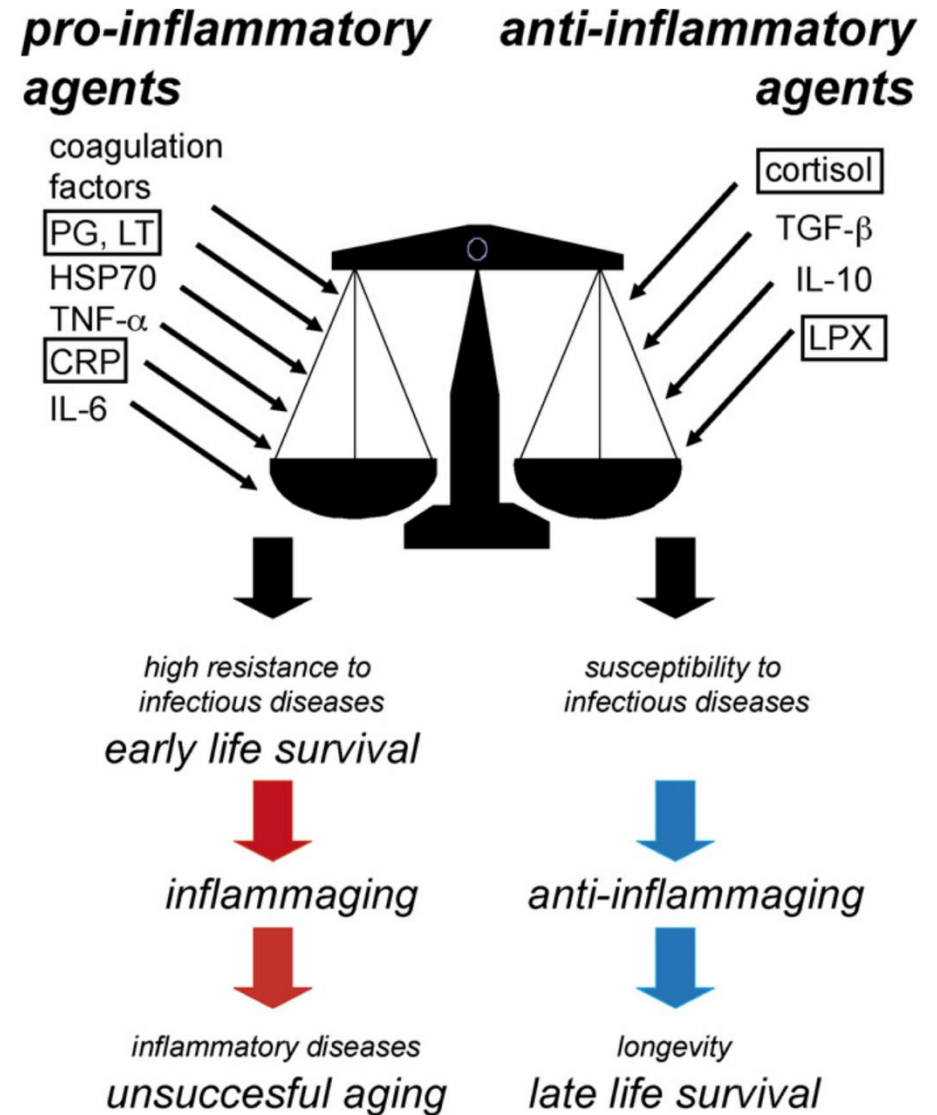 pro-inflammatory
agents
coagulation
factors
PG, LT
HSP70
TNF-α
CRP
IL-6
anti-inflammatory
agents
cortisol
TGF-β
IL-10
LPX
high resistance to
infectious diseases
early life survival
inflammaging
inflammatory diseases
unsuccesful aging
susceptibility to
infectious diseases
anti-inflammaging
longevity
late life survival